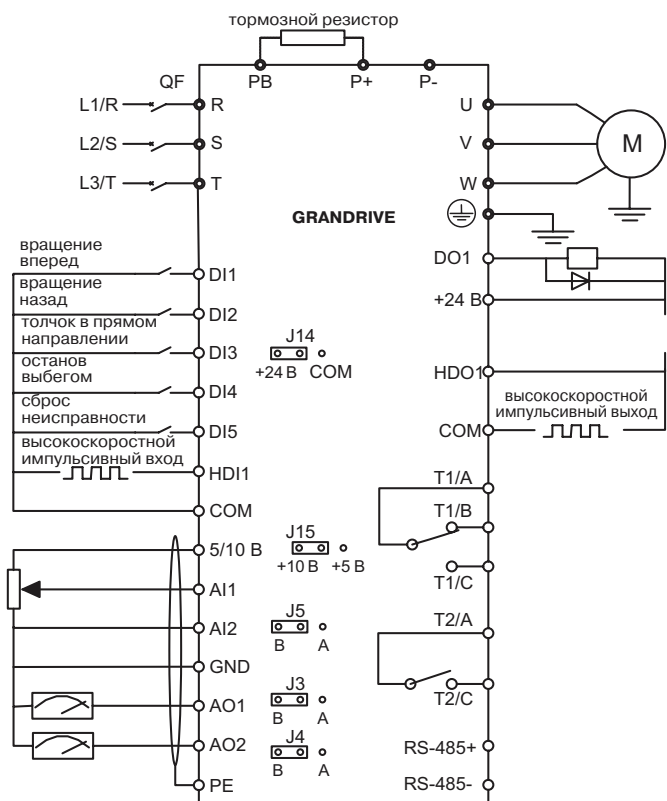 тормозной резистор
QF PB P+ P-
L1/R R U
L2/S S V M
L3/T T W
GRANDRIVE
вращение
вперед
DI1 DO1
вращение
назад
DI2 +24 В
толчок в прямом
направлении
DI3 J14
+24 В COM
останов
выбегом
DI4 HDO1
сброс
неисправности
DI5 COM
высокоскоростной
импульсивный выход
высокоскоростной
импульсивный вход
HDI1 T1/A
COM T1/B
5/10 В J15
+10 В +5 В
AI1 T1/C
AI2 J5 T2/A
B A
GND
AO1 J3 T2/C
B A
AO2 J4 RS-485+
B A
PE RS-485-